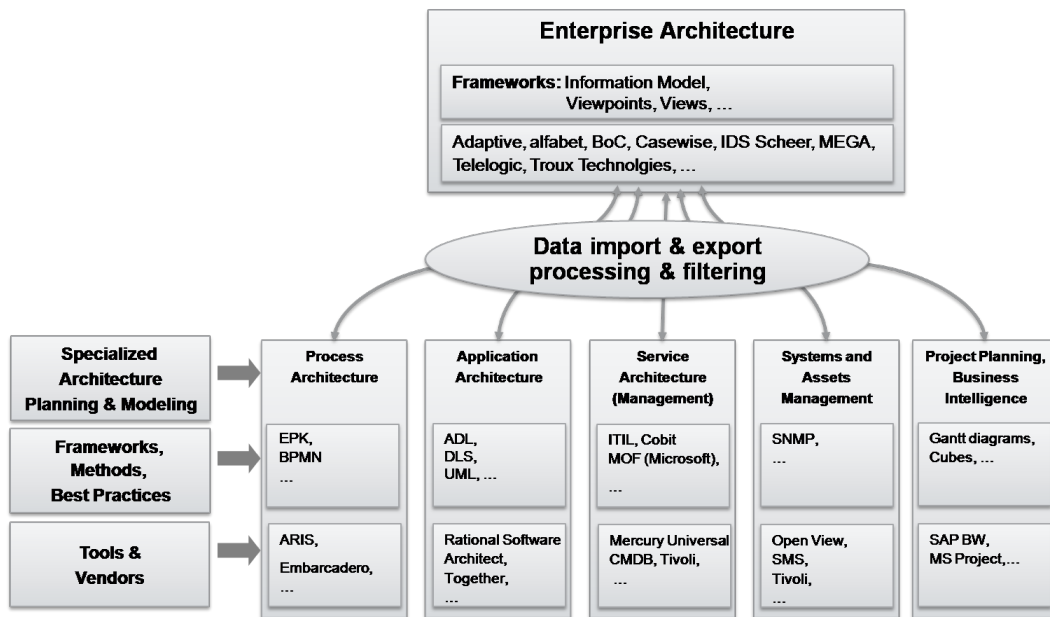 Enterprise Architecture
Frameworks: Information Model,
Viewpoints, Views, ...
Adaptive, alfabet, BoC, Casewise, IDS Scheer, MEGA,
Telelogic, Troux Technolgies, ...
Data import & export
processing & filtering
Specialized
Architecture
Planning & Modeling
Process
Architecture
Application
Architecture
Service
Architecture
(Management)
Systems and
Assets
Management
Project Planning,
Business
Intelligence
Frameworks,
Methods,
Best Practices
EPK,
BPMN
...
ADL,
DLS,
UML, ...
ITIL, Cobit
MOF (Microsoft),
...
SNMP,
...
Gantt diagrams,
Cubes, ...
Tools &
Vendors
ARIS,
Embarcadero,
...
Rational Software
Architect,
Together,
...
Mercury Universal
CMDB, Tivoli,
...
Open View,
SMS,
Tivoli,
...
SAP BW,
MS Project,...